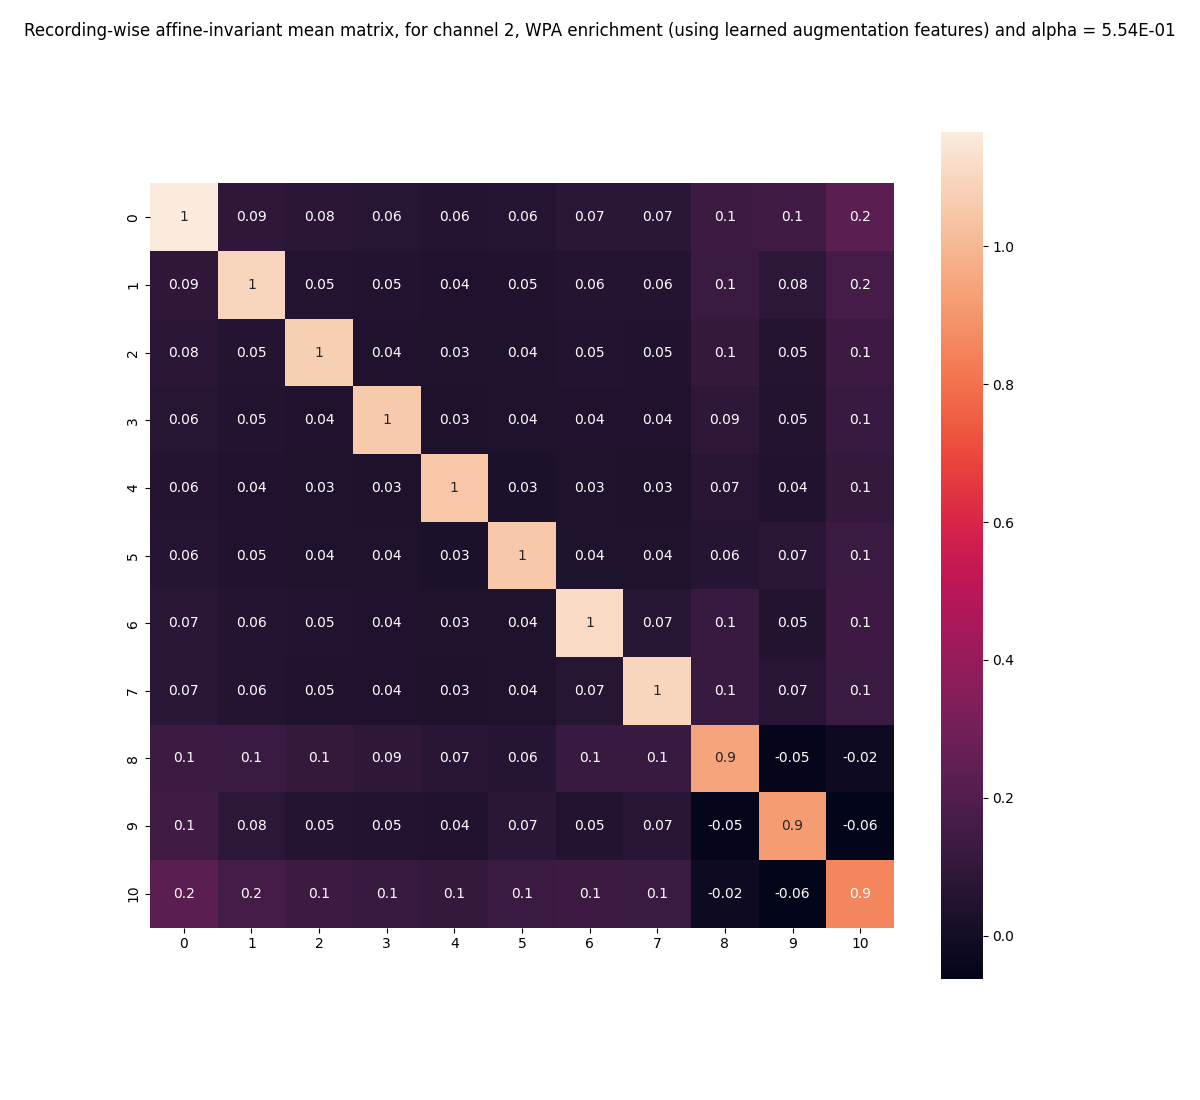 Recording-wise affine-invariant mean matrix, for channel 2, WPA enrichment (using learned augmentation features) and alpha = 5.54E-01
0 1 0.09 0.08 0.06 0.06 0.06 0.07 0.07 0.1 0.1 0.2
1 0.09 1 0.05 0.05 0.04 0.05 0.06 0.06 0.1 0.08 0.2
2 0.08 0.05 1 0.04 0.03 0.04 0.05 0.05 0.1 0.05 0.1
3 0.06 0.05 0.04 1 0.03 0.04 0.04 0.04 0.09 0.05 0.1
4 0.06 0.04 0.03 0.03 1 0.03 0.03 0.03 0.07 0.04 0.1
5 0.06 0.05 0.04 0.04 0.03 1 0.04 0.04 0.06 0.07 0.1
6 0.07 0.06 0.05 0.04 0.03 0.04 1 0.07 0.1 0.05 0.1
7 0.07 0.06 0.05 0.04 0.03 0.04 0.07 1 0.1 0.07 0.1
8 0.1 0.1 0.1 0.09 0.07 0.06 0.1 0.1 0.9 -0.05 -0.02
9 0.1 0.08 0.05 0.05 0.04 0.07 0.05 0.07 -0.05 0.9 -0.06
10 0.2 0.2 0.1 0.1 0.1 0.1 0.1 0.1 -0.02 -0.06 0.9
0 1 2 3 4 5 6 7 8 9 10
1.0
0.8
0.6
0.4
0.2
0.0